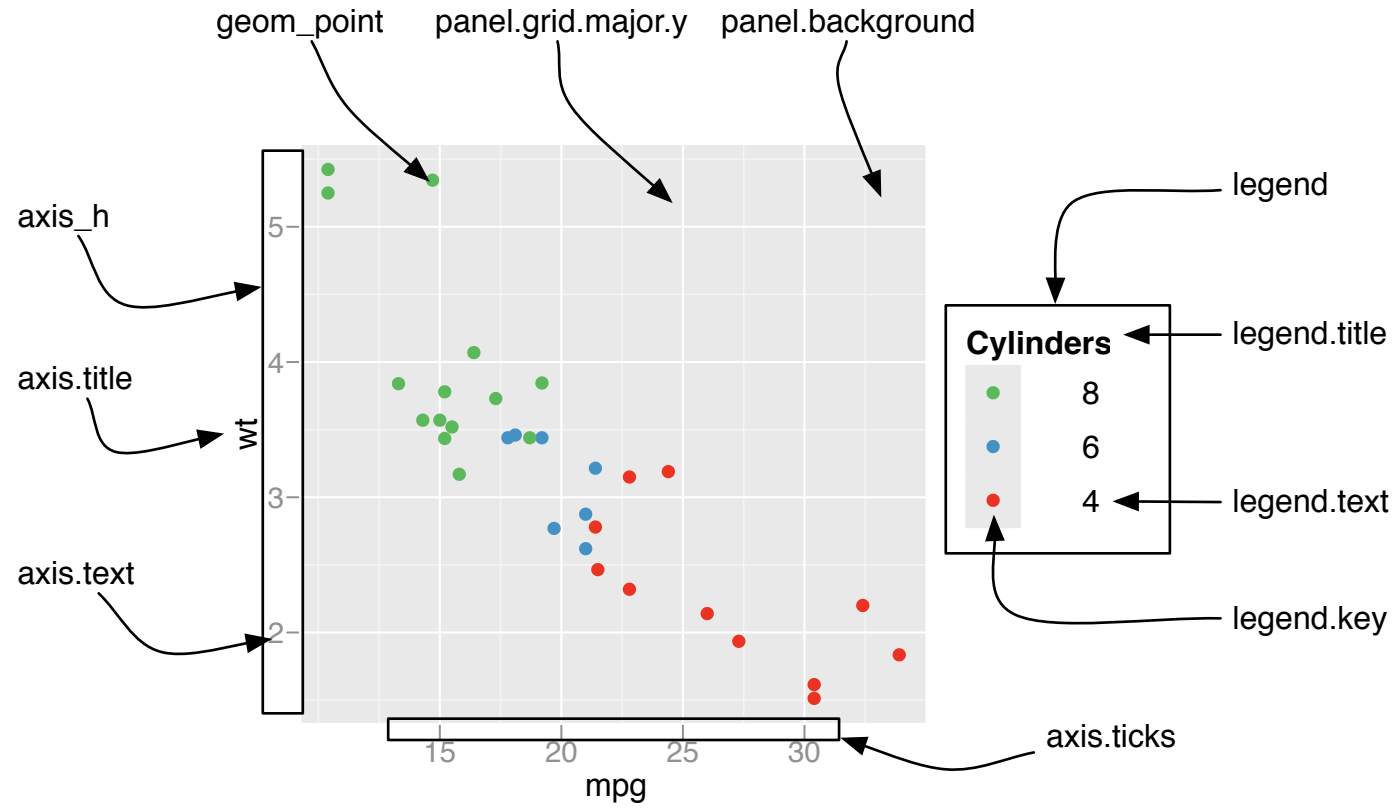 geom_point
panel.grid.major.y
panel.background
legend
axis_h
5
legend.title
Cylinders
4
axis.title
8
wt
6
3
4
legend.text
axis.text
legend.key
2
axis.ticks
15 20 25 30
mpg